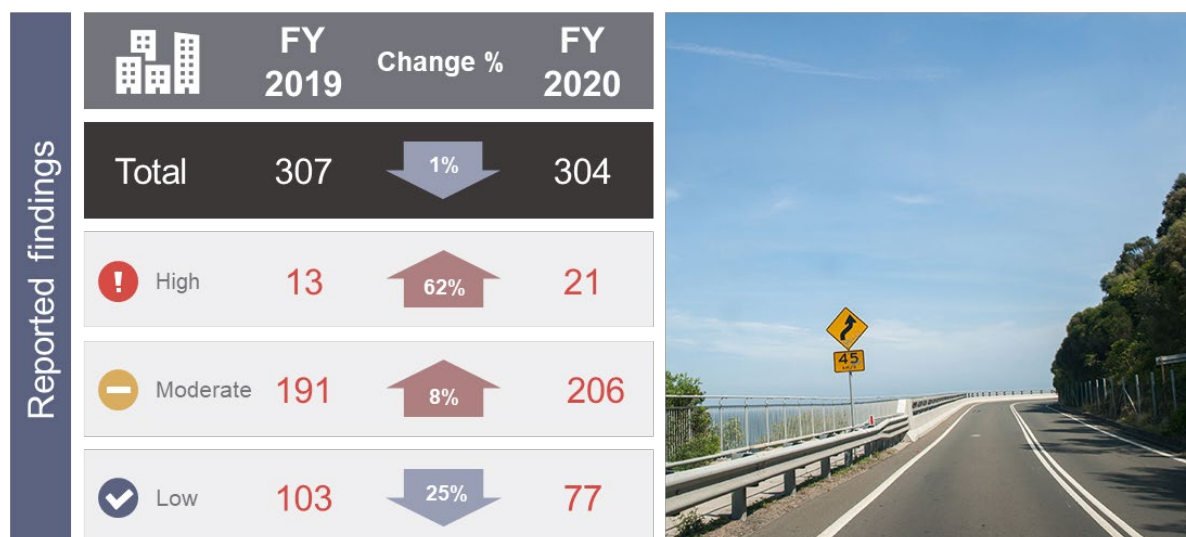 Reported findings
FY 2019 Change % FY 2020
Total 307 1% 304
High 13 62% 21
Moderate 191 8% 206
Low 103 25% 77
45